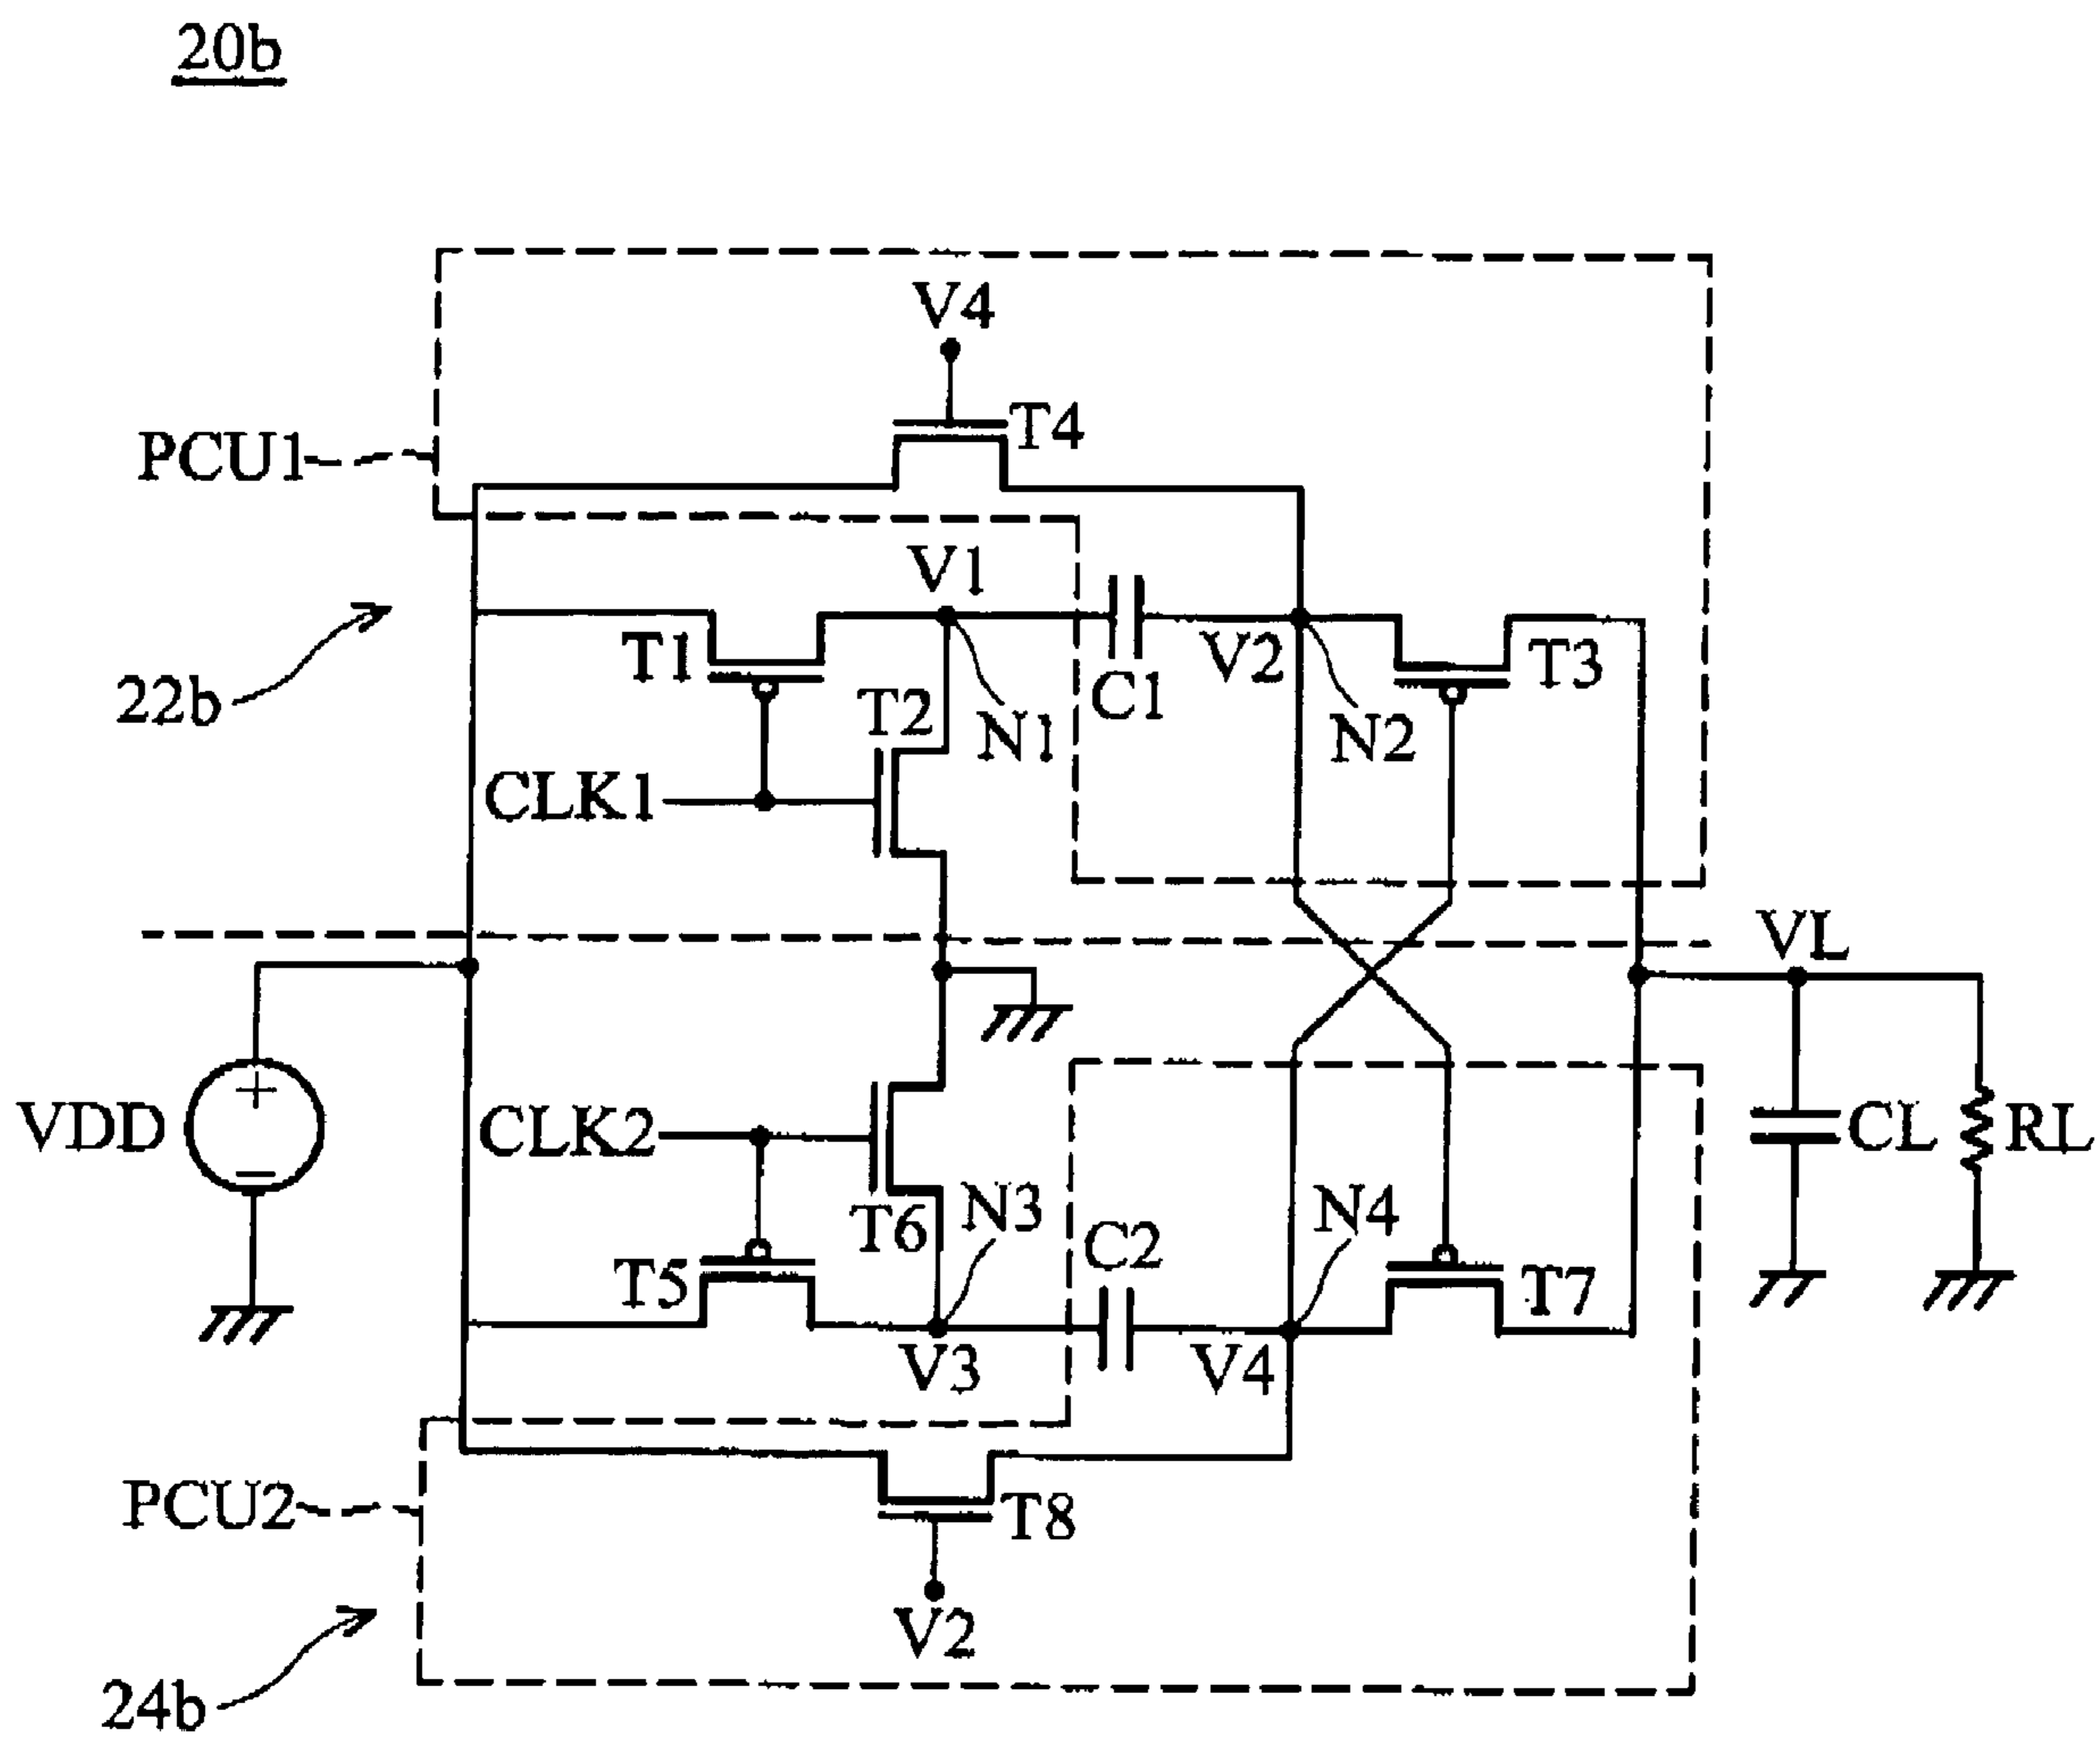 20b
V4
T4
PCU1
V1
T1
C1
V2
T3
22b
T2
N1
N2
CLK1
VL
VDD
CLK2
CL
RL
T6
N3
N4
C2
T5
T7
V3
V4
PCU2
T8
V2
24b